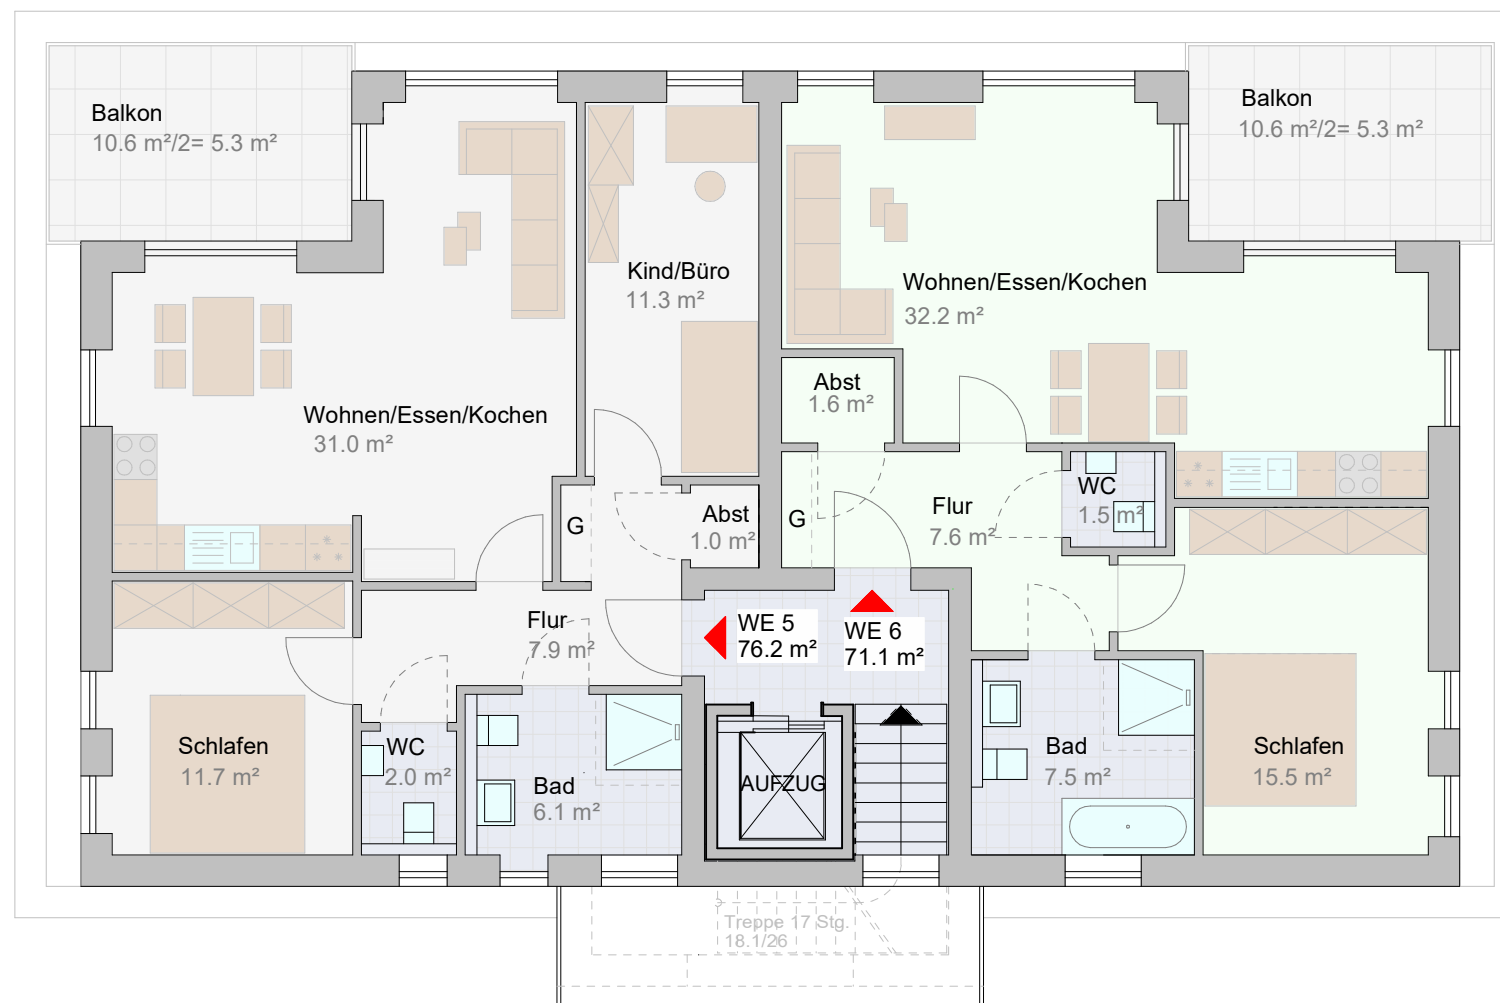 Balkon
10.6 m²/2= 5.3 m²
Balkon
10.6 m²/2= 5.3 m²
Kind/Büro
11.3 m²
Wohnen/Essen/Kochen
32.2 m²
Abst
1.6 m²
Wohnen/Essen/Kochen
31.0 m²
G
Abst
1.0 m²
G
Flur
7.6 m²
WC
1.5 m²
Flur
7.9 m²
WE 5
76.2 m²
WE 6
71.1 m²
Schlafen
11.7 m²
WC
2.0 m²
Bad
6.1 m²
AUFZUG
Bad
7.5 m²
Schlafen
15.5 m²
Treppe 17 Stg.
18.1/26